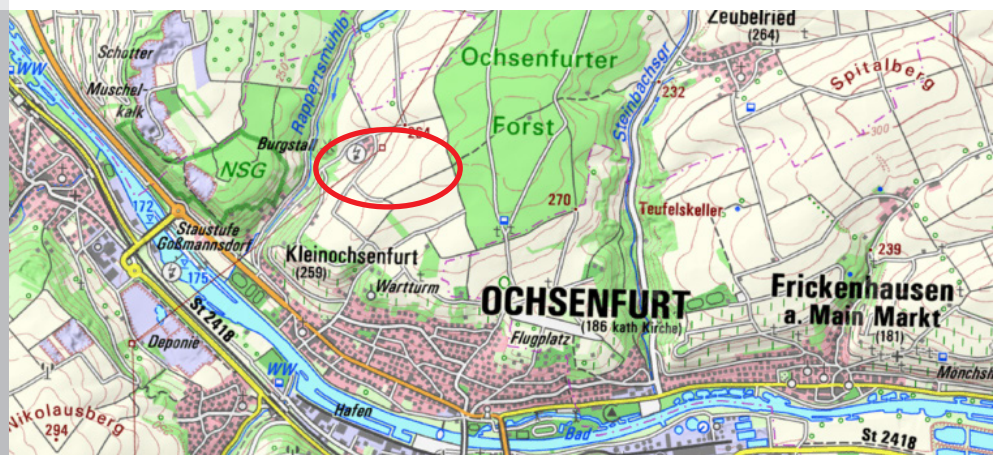 Zeubelried
(264)
Schotter
WW
Muschel-
kalk
Rappertsmühlb
Ochsenfurter
Forst
Steinbachsgr
232
Spitalberg
300
264
Burgstall
NSG
172
Staustufe
Goßmannsdorf
175
270
Teufelskeller
239
Kleinochsenfurt
(259)
Wartturm
OCHSENFURT
(186 kath Kirche)
Flugplatz
Frickenhausen
a. Main Markt
(181)
St 2418
Deponie
WW
Mönchsh
Nikolausberg
294
Hafen
Bad
St 2418